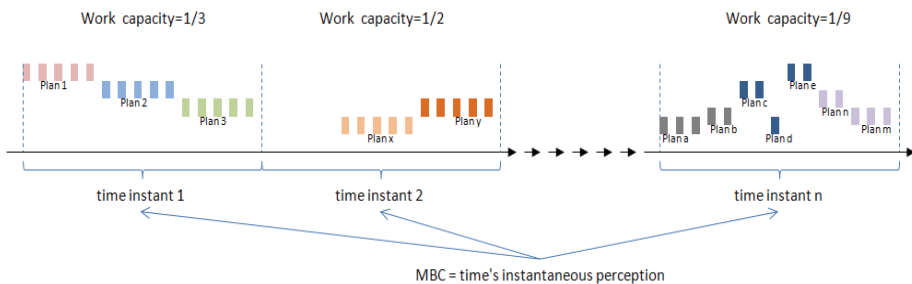 Work capacity=1/3
Work capacity=1/2
Work capacity=1/9
Plan 1
Plan 2
Plan 3
Plan x
Plan y
Plan a
Plan b
Plan c
Plan d
Plan e
Plan n
Plan m
time instant 1
time instant 2
time instant n
MBC = time's instantaneous perception